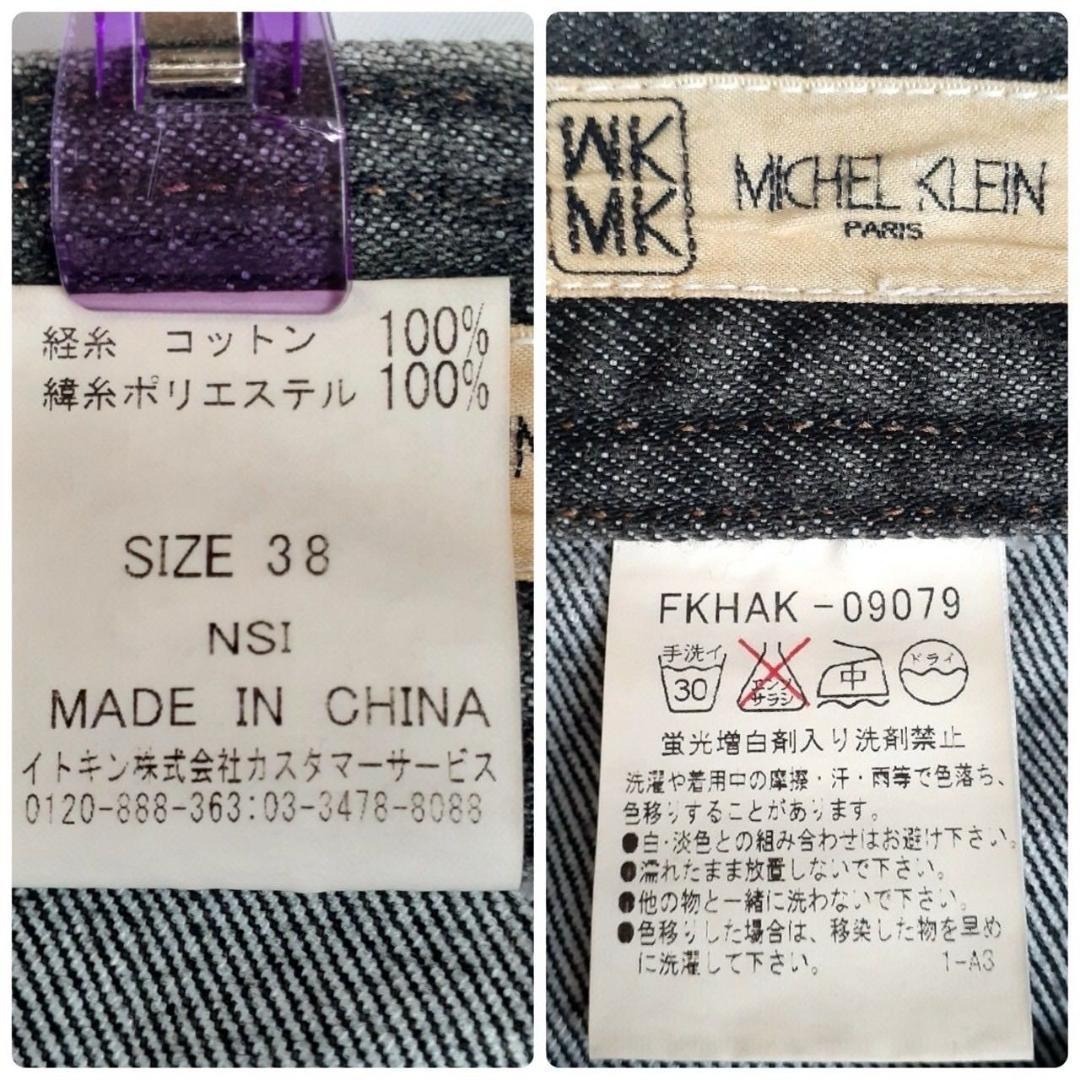 経糸 コットン 100%
緯糸ポリエステル 100%
SIZE 38
NSI
MADE IN CHINA
イトキン株式会社カスタマーサービス
0120-888-363:03-3478-8088
MK
MK
MICHEL KLEIN
PARIS
FKHAK-09079
手洗イ
30
エンソ
サラシ
中
ドライ
蛍光増白剤入り洗剤禁止
洗濯や着用中の摩擦・汗・雨等で色落ち、
色移りすることがあります。
●白・淡色との組み合わせはお避け下さい。
●濡れたまま放置しないで下さい。
●他の物と一緒に洗わないで下さい。
●色移りした場合は、移染した物を早め
に洗濯して下さい。
1-A3